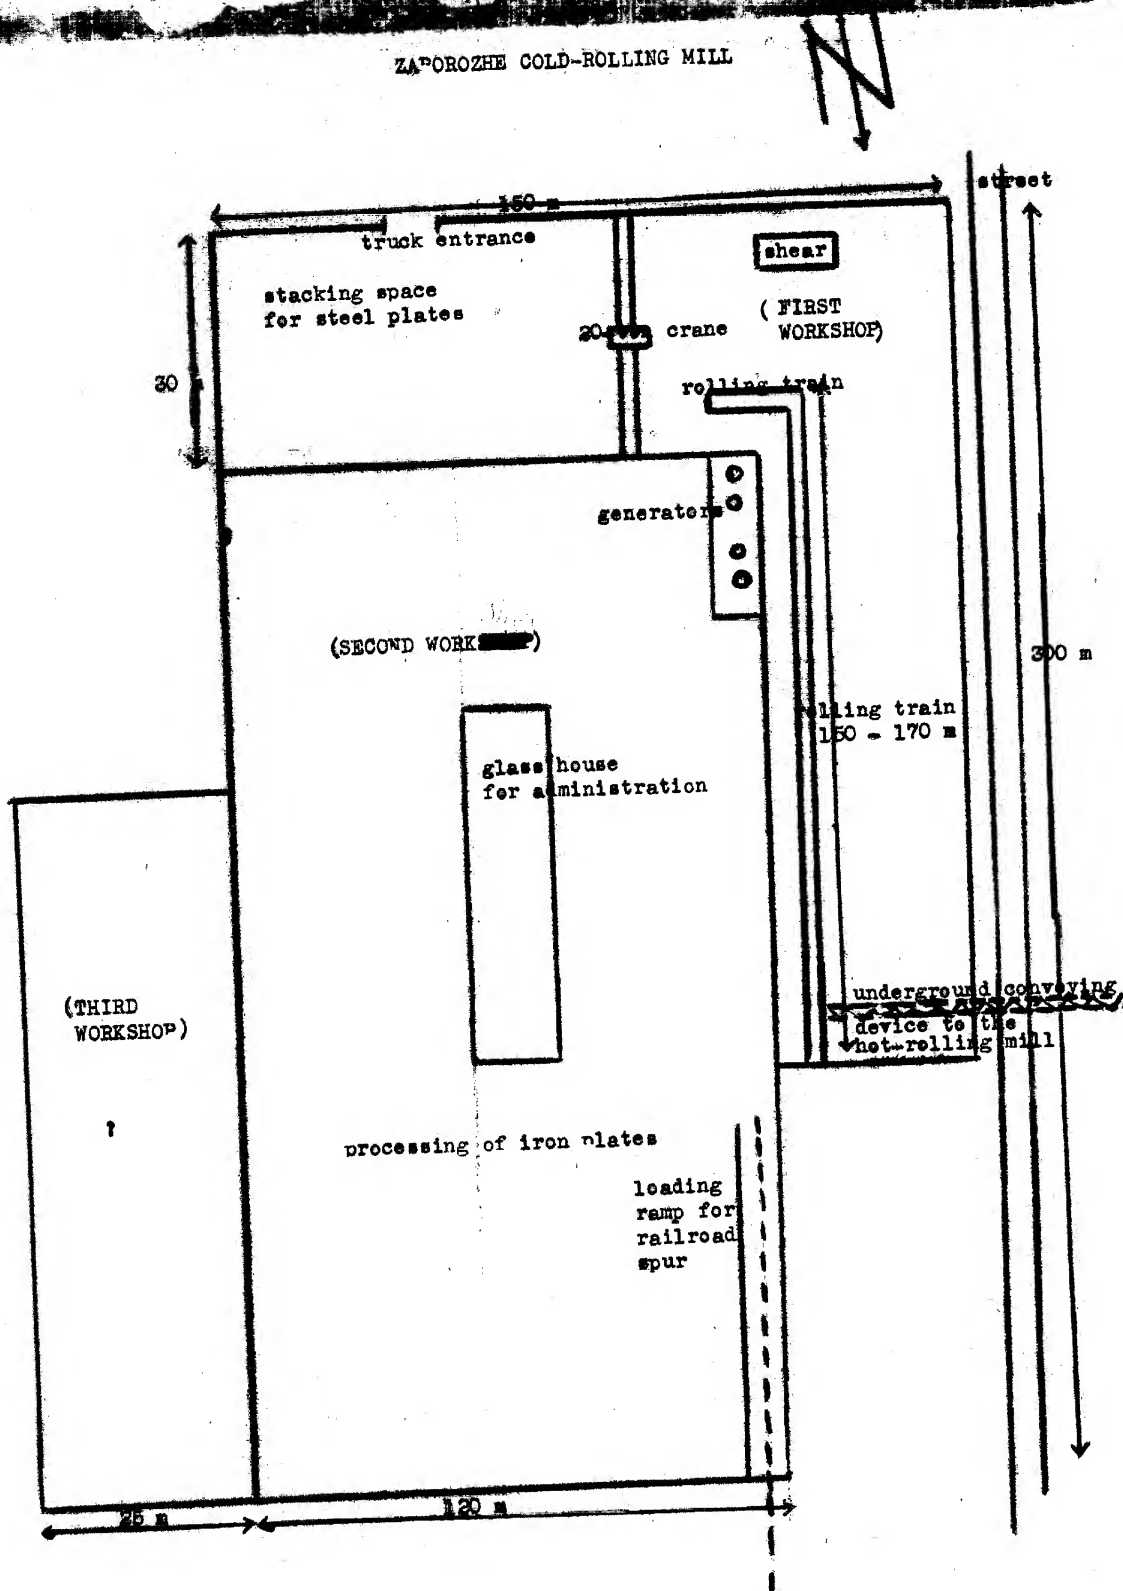 ZAPOROZHE COLD-ROLLING MILL
N
street
150 m
truck entrance
shear
stacking space
for steel plates
( FIRST
WORKSHOP)
crane
30
rolling train
generators
(SECOND WORK
300 m
rolling train
150 - 170 m
glass house
for administration
underground conveying
device to the
hot-rolling mill
(THIRD
WORKSHOP)
processing of iron plates
loading
ramp for
railroad
spur
25 m
120 m